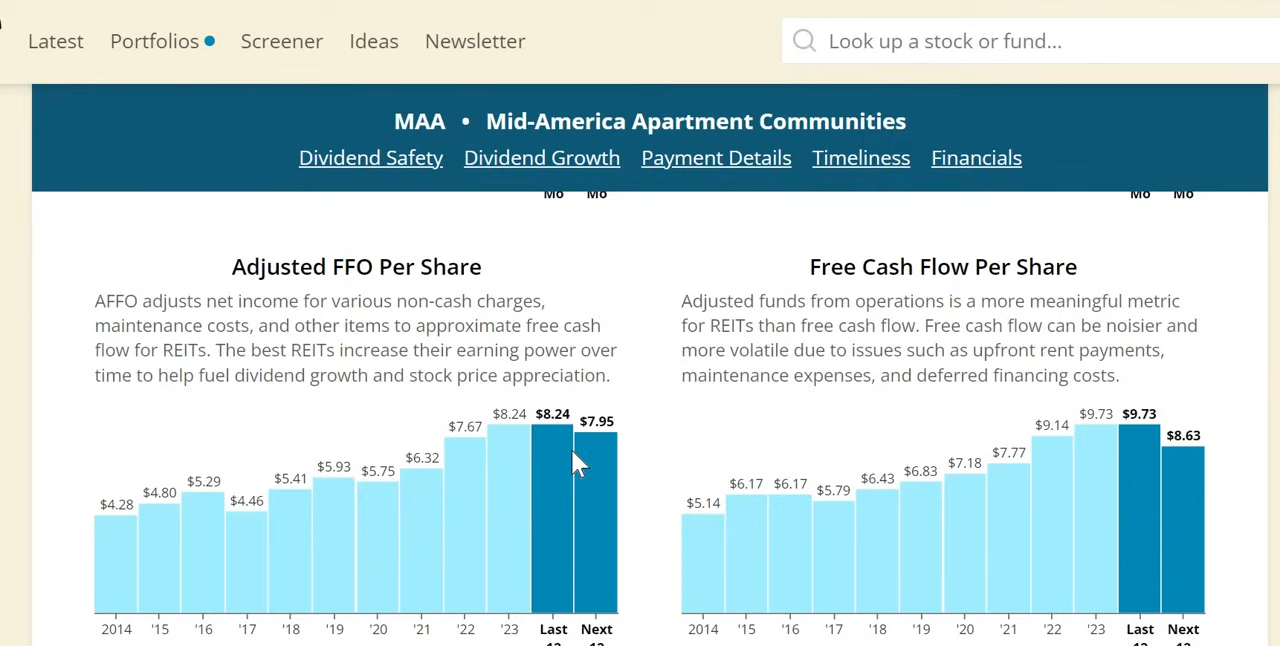 Latest Portfolios Screener Ideas Newsletter Look up a stock or fund...
MAA • Mid-America Apartment Communities
Dividend Safety Dividend Growth Payment Details Timeliness Financials
Mo Mo Mo Mo
Adjusted FFO Per Share
AFFO adjusts net income for various non-cash charges,
maintenance costs, and other items to approximate free cash
flow for REITs. The best REITs increase their earning power over
time to help fuel dividend growth and stock price appreciation.
$4.28 $4.80 $5.29 $4.46 $5.41 $5.93 $5.75 $6.32 $7.67 $8.24 $8.24 $7.95
2014 '15 '16 '17 '18 '19 '20 '21 '22 '23 Last Next
12 12
Free Cash Flow Per Share
Adjusted funds from operations is a more meaningful metric
for REITs than free cash flow. Free cash flow can be noisier and
more volatile due to issues such as upfront rent payments,
maintenance expenses, and deferred financing costs.
$5.14 $6.17 $6.17 $5.79 $6.43 $6.83 $7.18 $7.77 $9.14 $9.73 $9.73 $8.63
2014 '15 '16 '17 '18 '19 '20 '21 '22 '23 Last Next
12 12